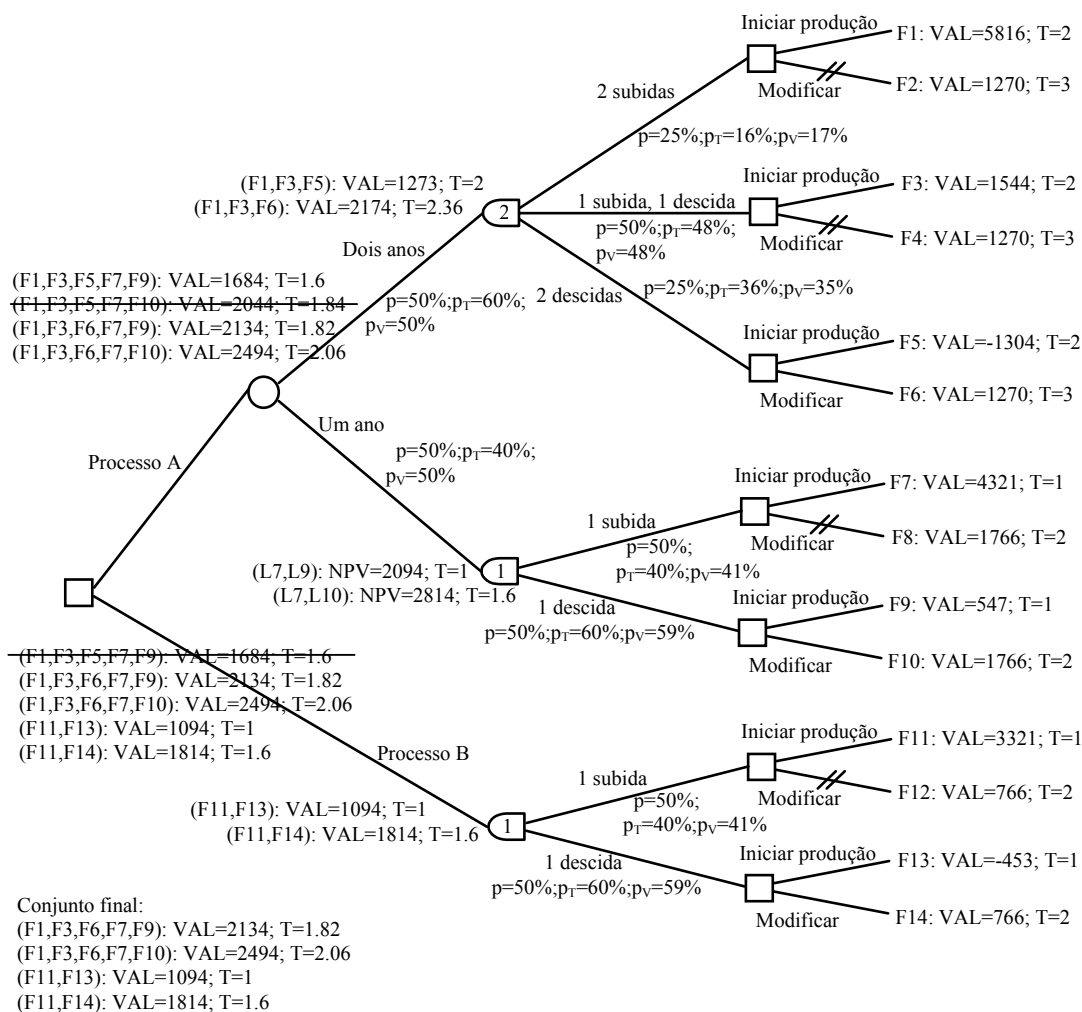 Iniciar produção
F1: VAL=5816; T=2
F2: VAL=1270; T=3
Modificar
2 subidas
p=25%;pT=16%;pV=17%
(F1,F3,F5): VAL=1273; T=2
(F1,F3,F6): VAL=2174; T=2.36
2
1 subida, 1 descida
p=50%;pT=48%;
pV=48%
Iniciar produção
F3: VAL=1544; T=2
F4: VAL=1270; T=3
Modificar
Dois anos
(F1,F3,F5,F7,F9): VAL=1684; T=1.6
(F1,F3,F5,F7,F10): VAL=2044; T=1.84
(F1,F3,F6,F7,F9): VAL=2134; T=1.82
(F1,F3,F6,F7,F10): VAL=2494; T=2.06
p=50%;pT=60%;
pV=50%
2 descidas
p=25%;pT=36%;pV=35%
Iniciar produção
F5: VAL=-1304; T=2
F6: VAL=1270; T=3
Modificar
Processo A
Um ano
p=50%;pT=40%;
pV=50%
Iniciar produção
F7: VAL=4321; T=1
F8: VAL=1766; T=2
Modificar
1 subida
p=50%;
pT=40%;pV=41%
(L7,L9): NPV=2094; T=1
(L7,L10): NPV=2814; T=1.6
1
1 descida
p=50%;pT=60%;pV=59%
Iniciar produção
F9: VAL=547; T=1
F10: VAL=1766; T=2
Modificar
(F1,F3,F5,F7,F9): VAL=1684; T=1.6
(F1,F3,F6,F7,F9): VAL=2134; T=1.82
(F1,F3,F6,F7,F10): VAL=2494; T=2.06
(F11,F13): VAL=1094; T=1
(F11,F14): VAL=1814; T=1.6
Processo B
Iniciar produção
F11: VAL=3321; T=1
F12: VAL=766; T=2
Modificar
1 subida
p=50%;
pT=40%;pV=41%
(F11,F13): VAL=1094; T=1
(F11,F14): VAL=1814; T=1.6
1
1 descida
p=50%;pT=60%;pV=59%
Iniciar produção
F13: VAL=-453; T=1
F14: VAL=766; T=2
Modificar
Conjunto final:
(F1,F3,F6,F7,F9): VAL=2134; T=1.82
(F1,F3,F6,F7,F10): VAL=2494; T=2.06
(F11,F13): VAL=1094; T=1
(F11,F14): VAL=1814; T=1.6